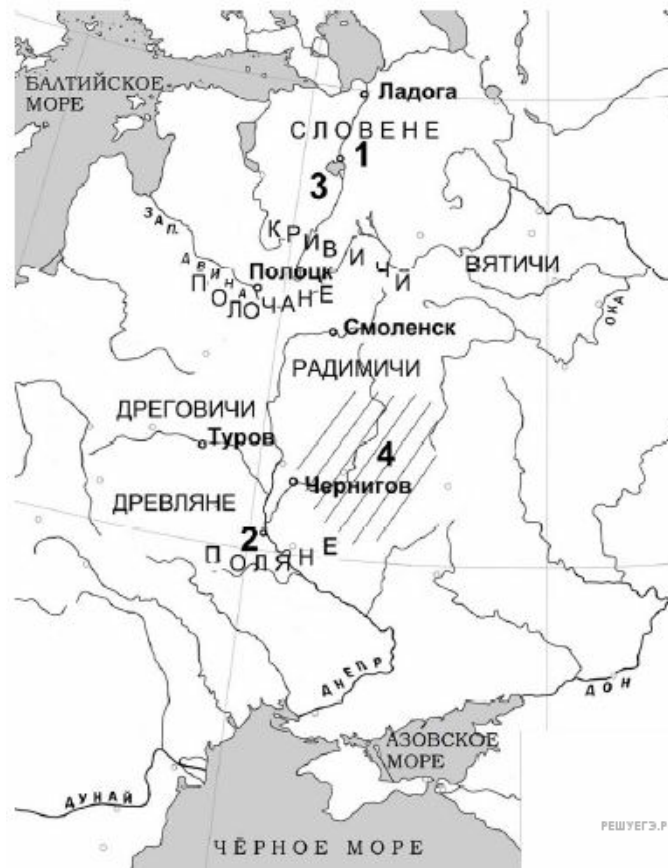 БАЛТИЙСКОЕ
МОРЕ
Ладога
СЛОВЕНЕ
1
3
КРИВИЧИ
ЗАП. ДВИНА
Полоцк
ПОЛОЧАНЕ
ВЯТИЧИ
ОКА
Смоленск
РАДИМИЧИ
ДРЕГОВИЧИ
Туров
4
Чернигов
ДРЕВЛЯНЕ
2
ПОЛЯНЕ
ДНЕПР
ДОН
АЗОВСКОЕ
МОРЕ
ДУНАЙ
ЧЁРНОЕ МОРЕ